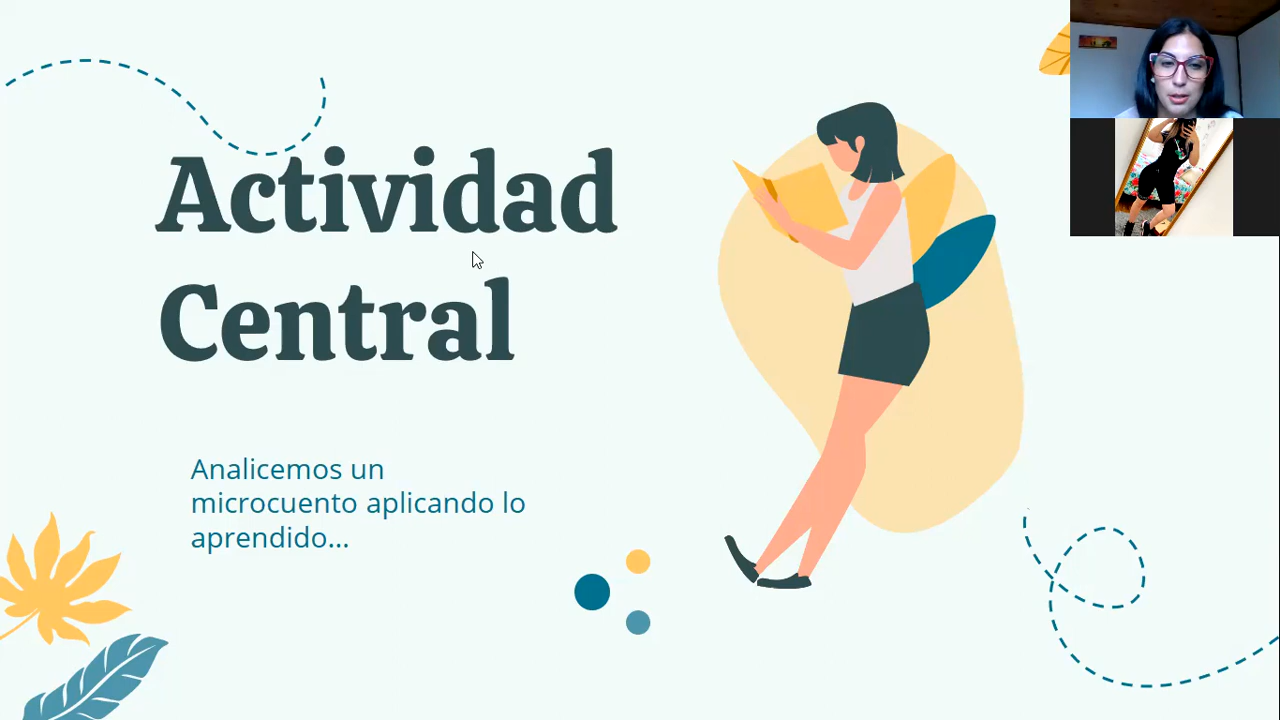 Actividad
Central
Analicemos un
microcuento aplicando lo
aprendido...